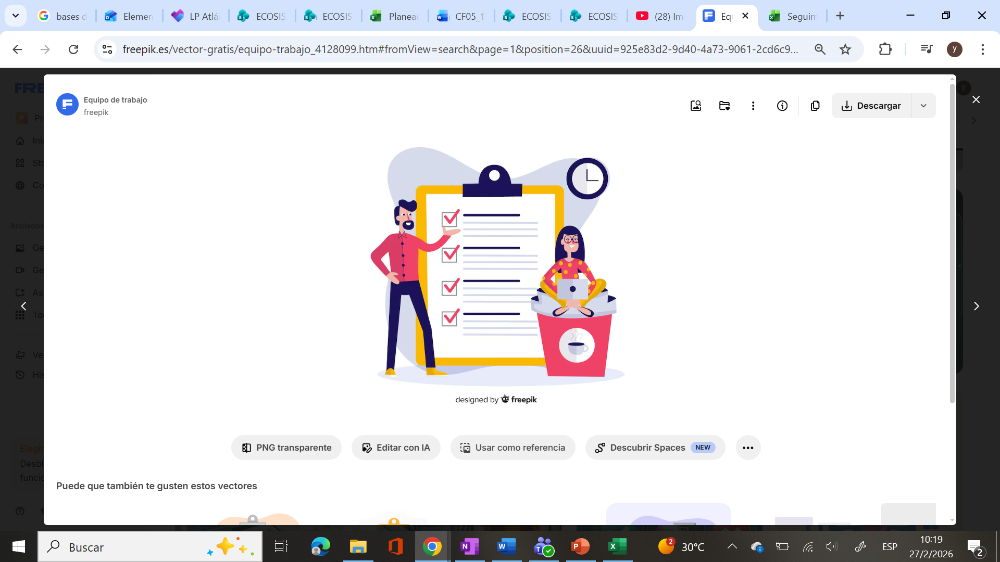 bases d
Elemen
LP Atlá
ECOSIS
ECOSIS
Planeac
CF05_1
ECOSIS
ECOSIS
(28) Im
Eq
Seguim
freepik.es/vector-gratis/equipo-trabajo_4128099.htm#fromView=search&page=1&position=26&uuid=925e83d2-9d40-4a73-9061-2cd6c9...
y
FRE
Equipo de trabajo
freepik
Descargar
P
Pr
Inic
Sto
Co
Anclados
Ge
Ge
As
Too
Ve
His
Elegir
Desbl
funcio
designed by freepik
PNG transparente
Editar con IA
Usar como referencia
Descubrir Spaces NEW
Puede que también te gusten estos vectores
Buscar
2
30°C
ESP
10:19
27/2/2026
2